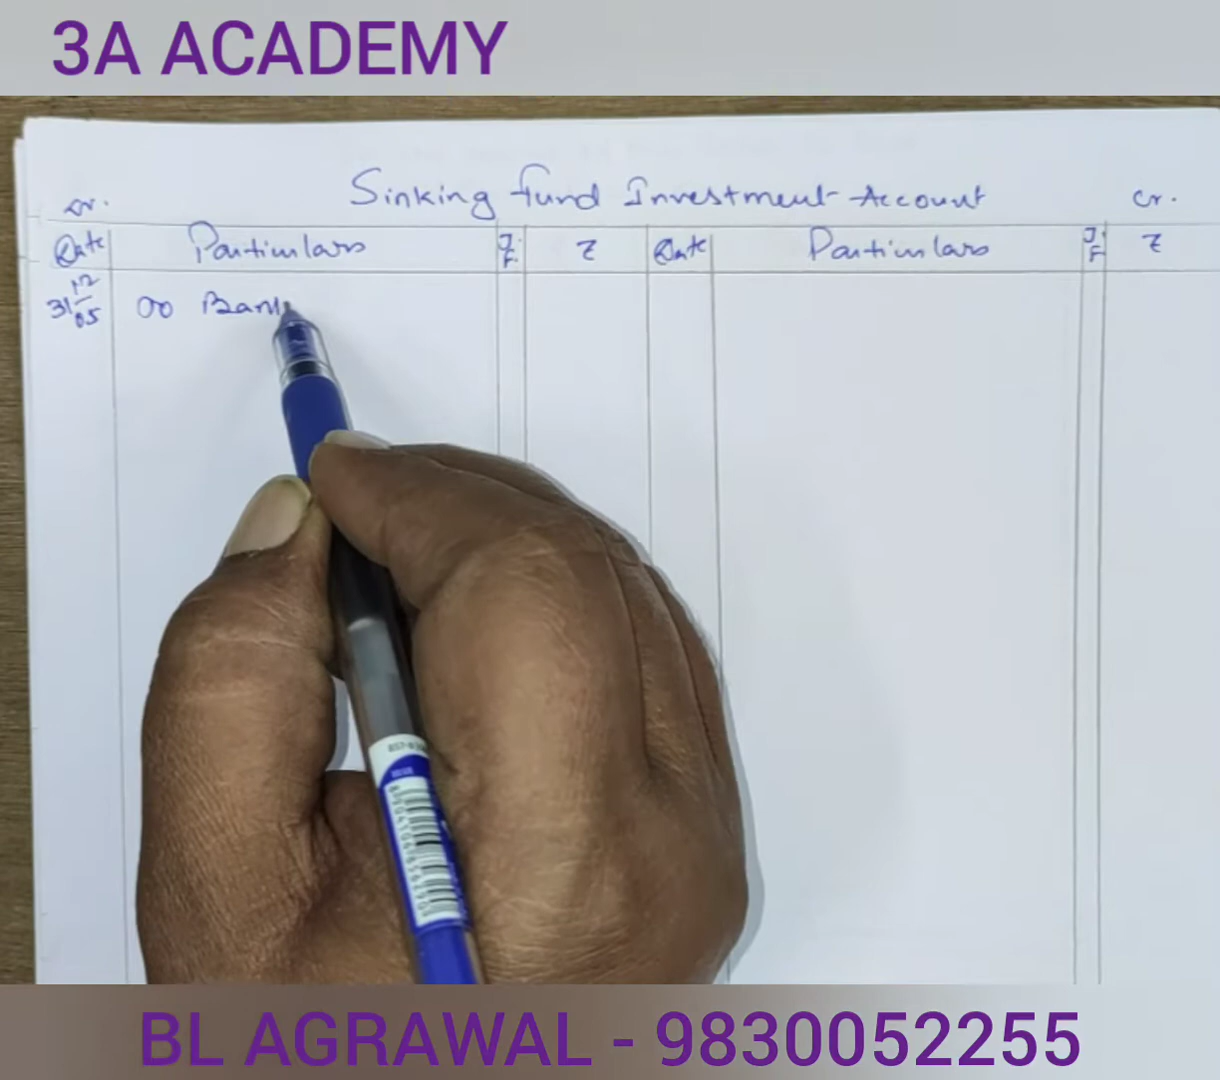 3A ACADEMY
Sinking Fund Investment Account
Dr. Cr.
Date Particulars J.F. ₹ Date Particulars J.F. ₹
31/12/05 To Bank
BL AGRAWAL - 9830052255